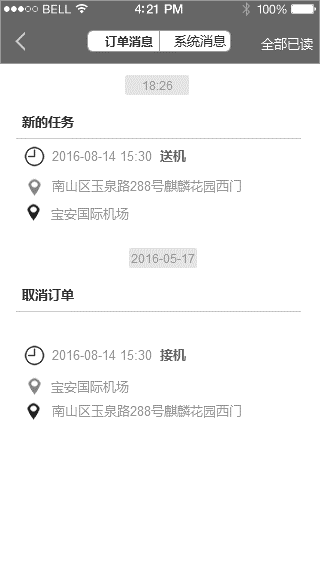 BELL 4:21 PM 100%
订单消息 系统消息 全部已读
18:26
新的任务
2016-08-14 15:30 送机
南山区玉泉路288号麒麟花园西门
宝安国际机场
2016-05-17
取消订单
2016-08-14 15:30 接机
宝安国际机场
南山区玉泉路288号麒麟花园西门